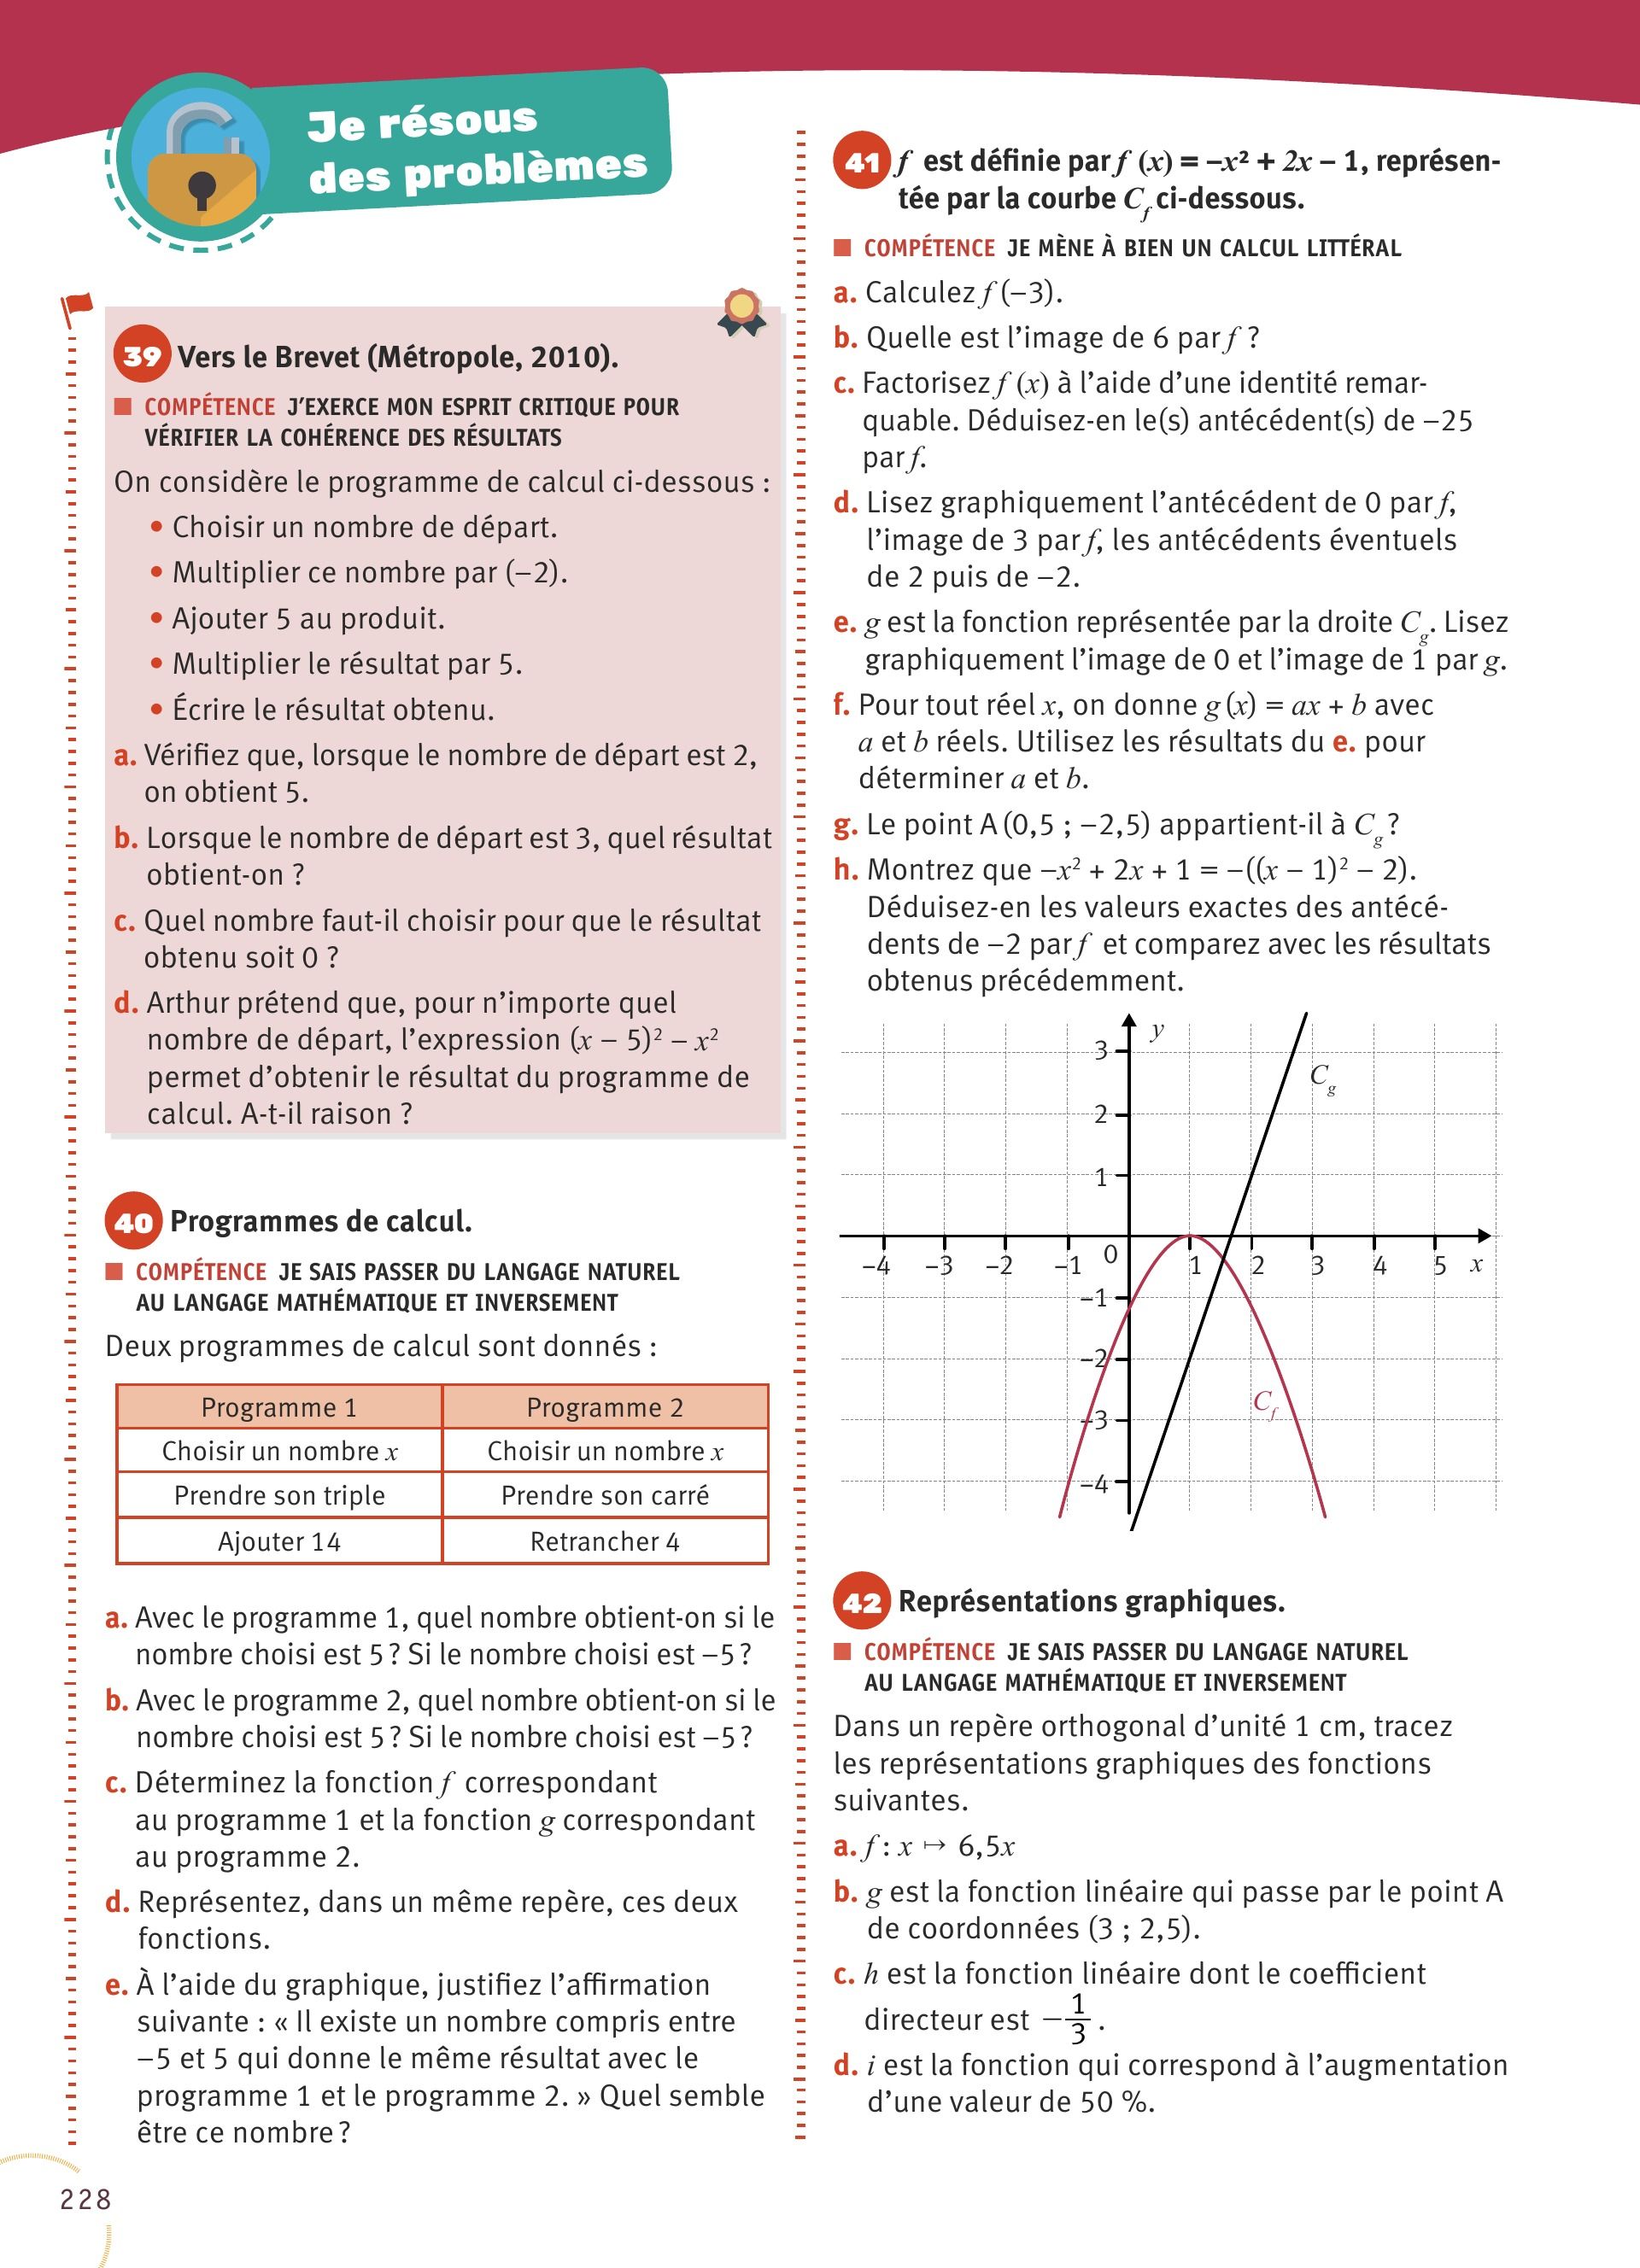 Je résous
des problèmes
39 Vers le Brevet (Métropole, 2010).
COMPÉTENCE J’EXERCE MON ESPRIT CRITIQUE POUR
VÉRIFIER LA COHÉRENCE DES RÉSULTATS
On considère le programme de calcul ci-dessous :
• Choisir un nombre de départ.
• Multiplier ce nombre par (–2).
• Ajouter 5 au produit.
• Multiplier le résultat par 5.
• Écrire le résultat obtenu.
a. Vérifiez que, lorsque le nombre de départ est 2,
on obtient 5.
b. Lorsque le nombre de départ est 3, quel résultat
obtient-on ?
c. Quel nombre faut-il choisir pour que le résultat
obtenu soit 0 ?
d. Arthur prétend que, pour n’importe quel
nombre de départ, l’expression (x – 5)² – x²
permet d’obtenir le résultat du programme de
calcul. A-t-il raison ?
40 Programmes de calcul.
COMPÉTENCE JE SAIS PASSER DU LANGAGE NATUREL
AU LANGAGE MATHÉMATIQUE ET INVERSEMENT
Deux programmes de calcul sont donnés :
Programme 1 Programme 2
Choisir un nombre x Choisir un nombre x
Prendre son triple Prendre son carré
Ajouter 14 Retrancher 4
a. Avec le programme 1, quel nombre obtient-on si le
nombre choisi est 5 ? Si le nombre choisi est –5 ?
b. Avec le programme 2, quel nombre obtient-on si le
nombre choisi est 5 ? Si le nombre choisi est –5 ?
c. Déterminez la fonction f correspondant
au programme 1 et la fonction g correspondant
au programme 2.
d. Représentez, dans un même repère, ces deux
fonctions.
e. À l’aide du graphique, justifiez l’affirmation
suivante : « Il existe un nombre compris entre
–5 et 5 qui donne le même résultat avec le
programme 1 et le programme 2. » Quel semble
être ce nombre ?
228
41 f est définie par f (x) = –x² + 2x – 1, représen-
tée par la courbe Cf ci-dessous.
COMPÉTENCE JE MÈNE À BIEN UN CALCUL LITTÉRAL
a. Calculez f (–3).
b. Quelle est l’image de 6 par f ?
c. Factorisez f (x) à l’aide d’une identité remar-
quable. Déduisez-en le(s) antécédent(s) de –25
par f.
d. Lisez graphiquement l’antécédent de 0 par f,
l’image de 3 par f, les antécédents éventuels
de 2 puis de –2.
e. g est la fonction représentée par la droite Cg. Lisez
graphiquement l’image de 0 et l’image de 1 par g.
f. Pour tout réel x, on donne g (x) = ax + b avec
a et b réels. Utilisez les résultats du e. pour
déterminer a et b.
g. Le point A (0,5 ; –2,5) appartient-il à Cg ?
h. Montrez que –x² + 2x + 1 = –((x – 1)² – 2).
Déduisez-en les valeurs exactes des antécé-
dents de –2 par f et comparez avec les résultats
obtenus précédemment.
y
3
Cg
2
1
–4 –3 –2 –1 0 1 2 3 4 5 x
–1
–2
Cf
–3
–4
42 Représentations graphiques.
COMPÉTENCE JE SAIS PASSER DU LANGAGE NATUREL
AU LANGAGE MATHÉMATIQUE ET INVERSEMENT
Dans un repère orthogonal d’unité 1 cm, tracez
les représentations graphiques des fonctions
suivantes.
a. f : x ↦ 6,5x
b. g est la fonction linéaire qui passe par le point A
de coordonnées (3 ; 2,5).
c. h est la fonction linéaire dont le coefficient
directeur est –1/3.
d. i est la fonction qui correspond à l’augmentation
d’une valeur de 50 %.